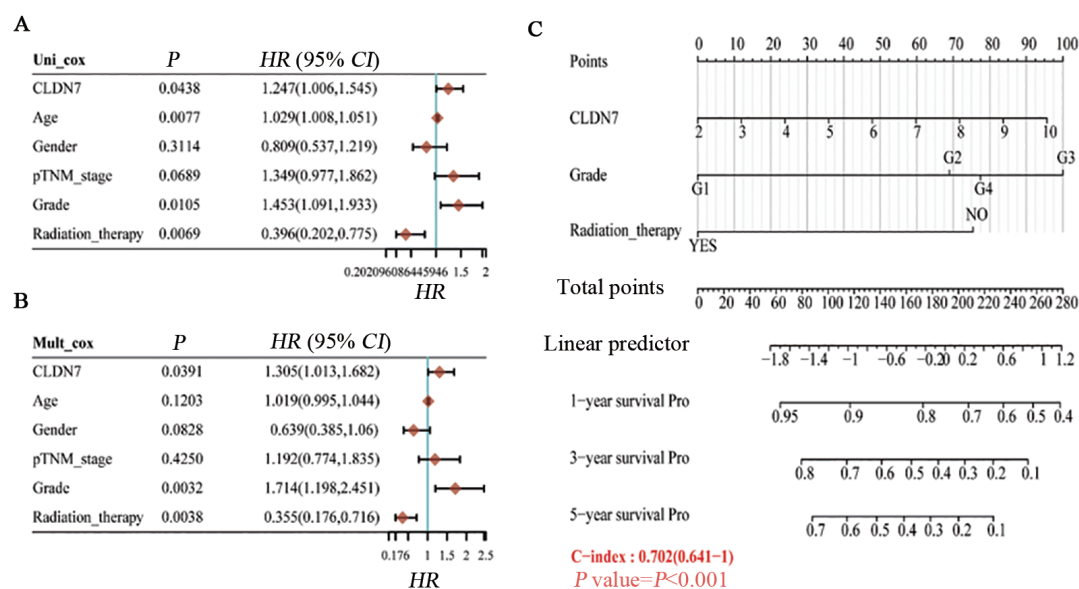 A
Uni_cox P HR (95% CI)
CLDN7 0.0438 1.247(1.006,1.545)
Age 0.0077 1.029(1.008,1.051)
Gender 0.3114 0.809(0.537,1.219)
pTNM_stage 0.0689 1.349(0.977,1.862)
Grade 0.0105 1.453(1.091,1.933)
Radiation_therapy 0.0069 0.396(0.202,0.775)
0.20209608644594 6 1.5 2
HR
B
Mult_cox P HR (95% CI)
CLDN7 0.0391 1.305(1.013,1.682)
Age 0.1203 1.019(0.995,1.044)
Gender 0.0828 0.639(0.385,1.06)
pTNM_stage 0.4250 1.192(0.774,1.835)
Grade 0.0032 1.714(1.198,2.451)
Radiation_therapy 0.0038 0.355(0.176,0.716)
0.176 1 1.5 2 2.5
HR
C
0 10 20 30 40 50 60 70 80 90 100
Points
CLDN7
2 3 4 5 6 7 8 9 10
G2 G3
Grade
G1 G4
NO
Radiation_therapy
YES
Total points
0 20 40 60 80 100 120 140 160 180 200 220 240 260 280
Linear predictor
−1.8 −1.4 −1 −0.6 −0.2 0 0.2 0.6 1 1.2
1−year survival Pro
0.95 0.9 0.8 0.7 0.6 0.5 0.4
3−year survival Pro
0.8 0.7 0.6 0.5 0.4 0.3 0.2 0.1
5−year survival Pro
0.7 0.6 0.5 0.4 0.3 0.2 0.1
C−index : 0.702(0.641−1)
P value=P<0.001